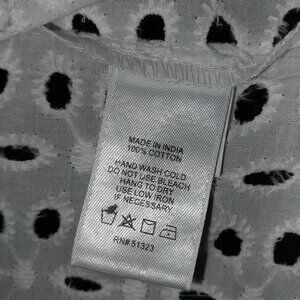 MADE IN INDIA
100% COTTON
HAND WASH COLD
DO NOT USE BLEACH
HANG TO DRY
USE LOW IRON
IF NECESSARY
RN# 51323